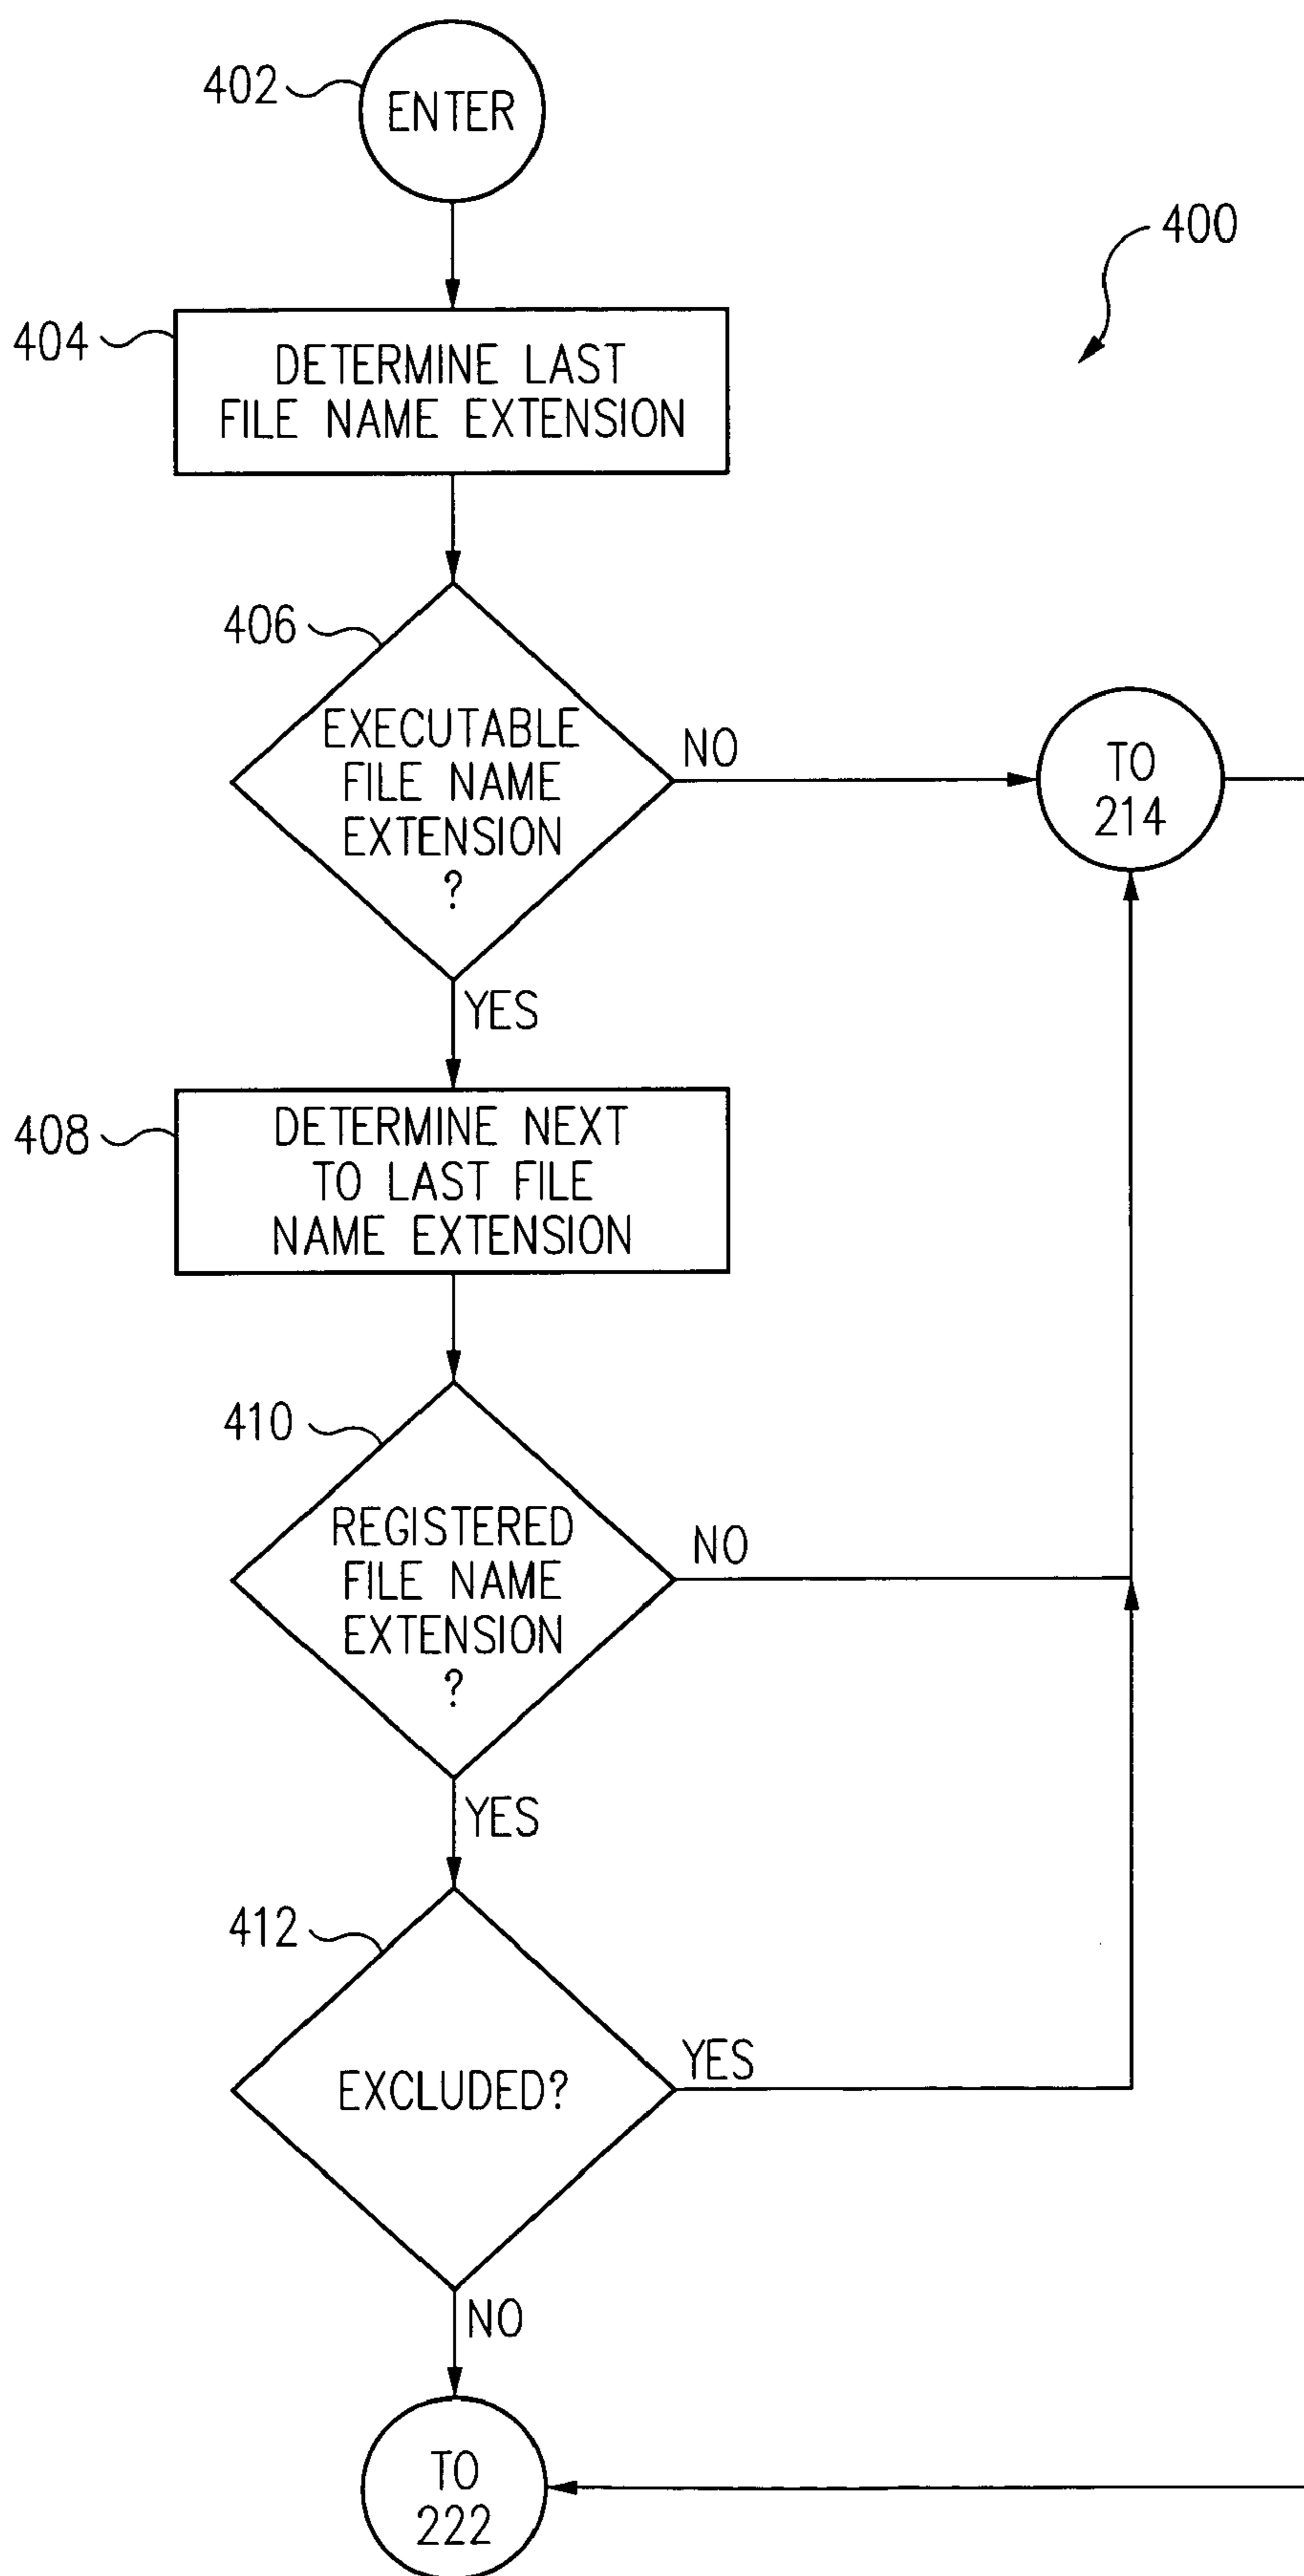 402
ENTER
400
404
DETERMINE LAST
FILE NAME EXTENSION
406
EXECUTABLE
FILE NAME
EXTENSION
?
NO
TO
214
YES
408
DETERMINE NEXT
TO LAST FILE
NAME EXTENSION
410
REGISTERED
FILE NAME
EXTENSION
?
NO
YES
412
EXCLUDED?
YES
NO
TO
222